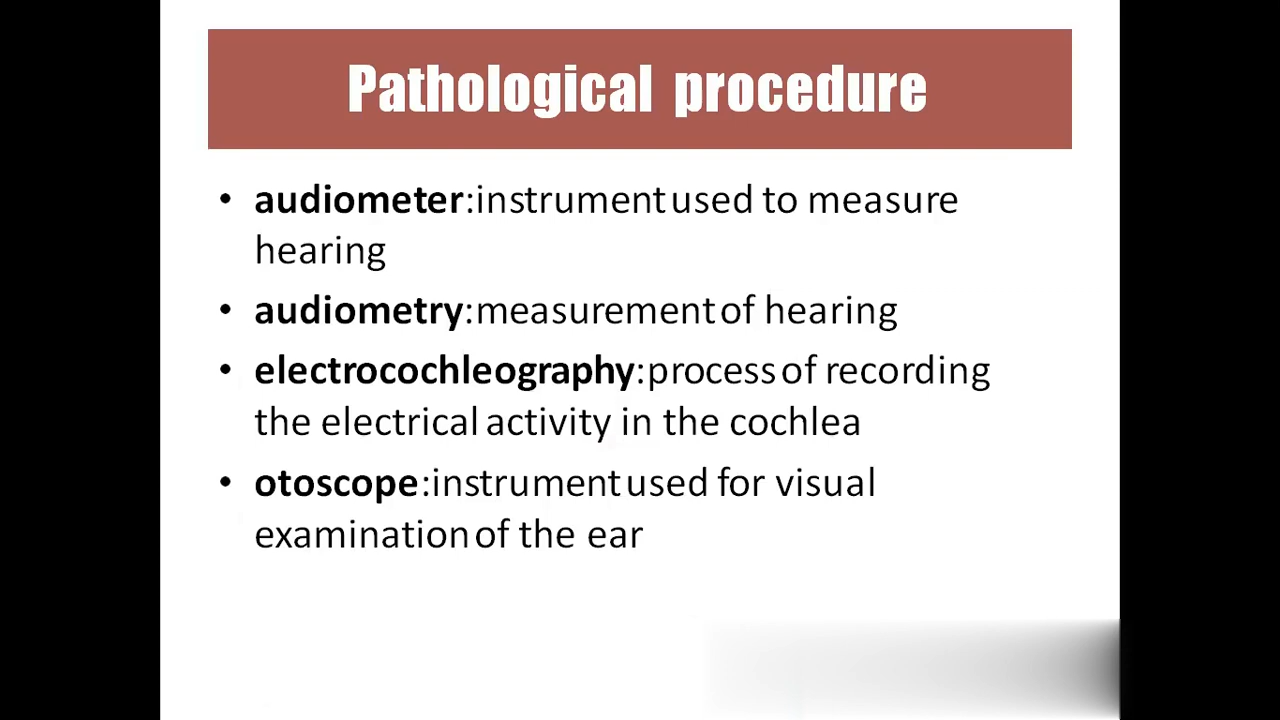 Pathological procedure
• audiometer:instrument used to measure
hearing
• audiometry:measurement of hearing
• electrocochleography:process of recording
the electrical activity in the cochlea
• otoscope:instrument used for visual
examination of the ear